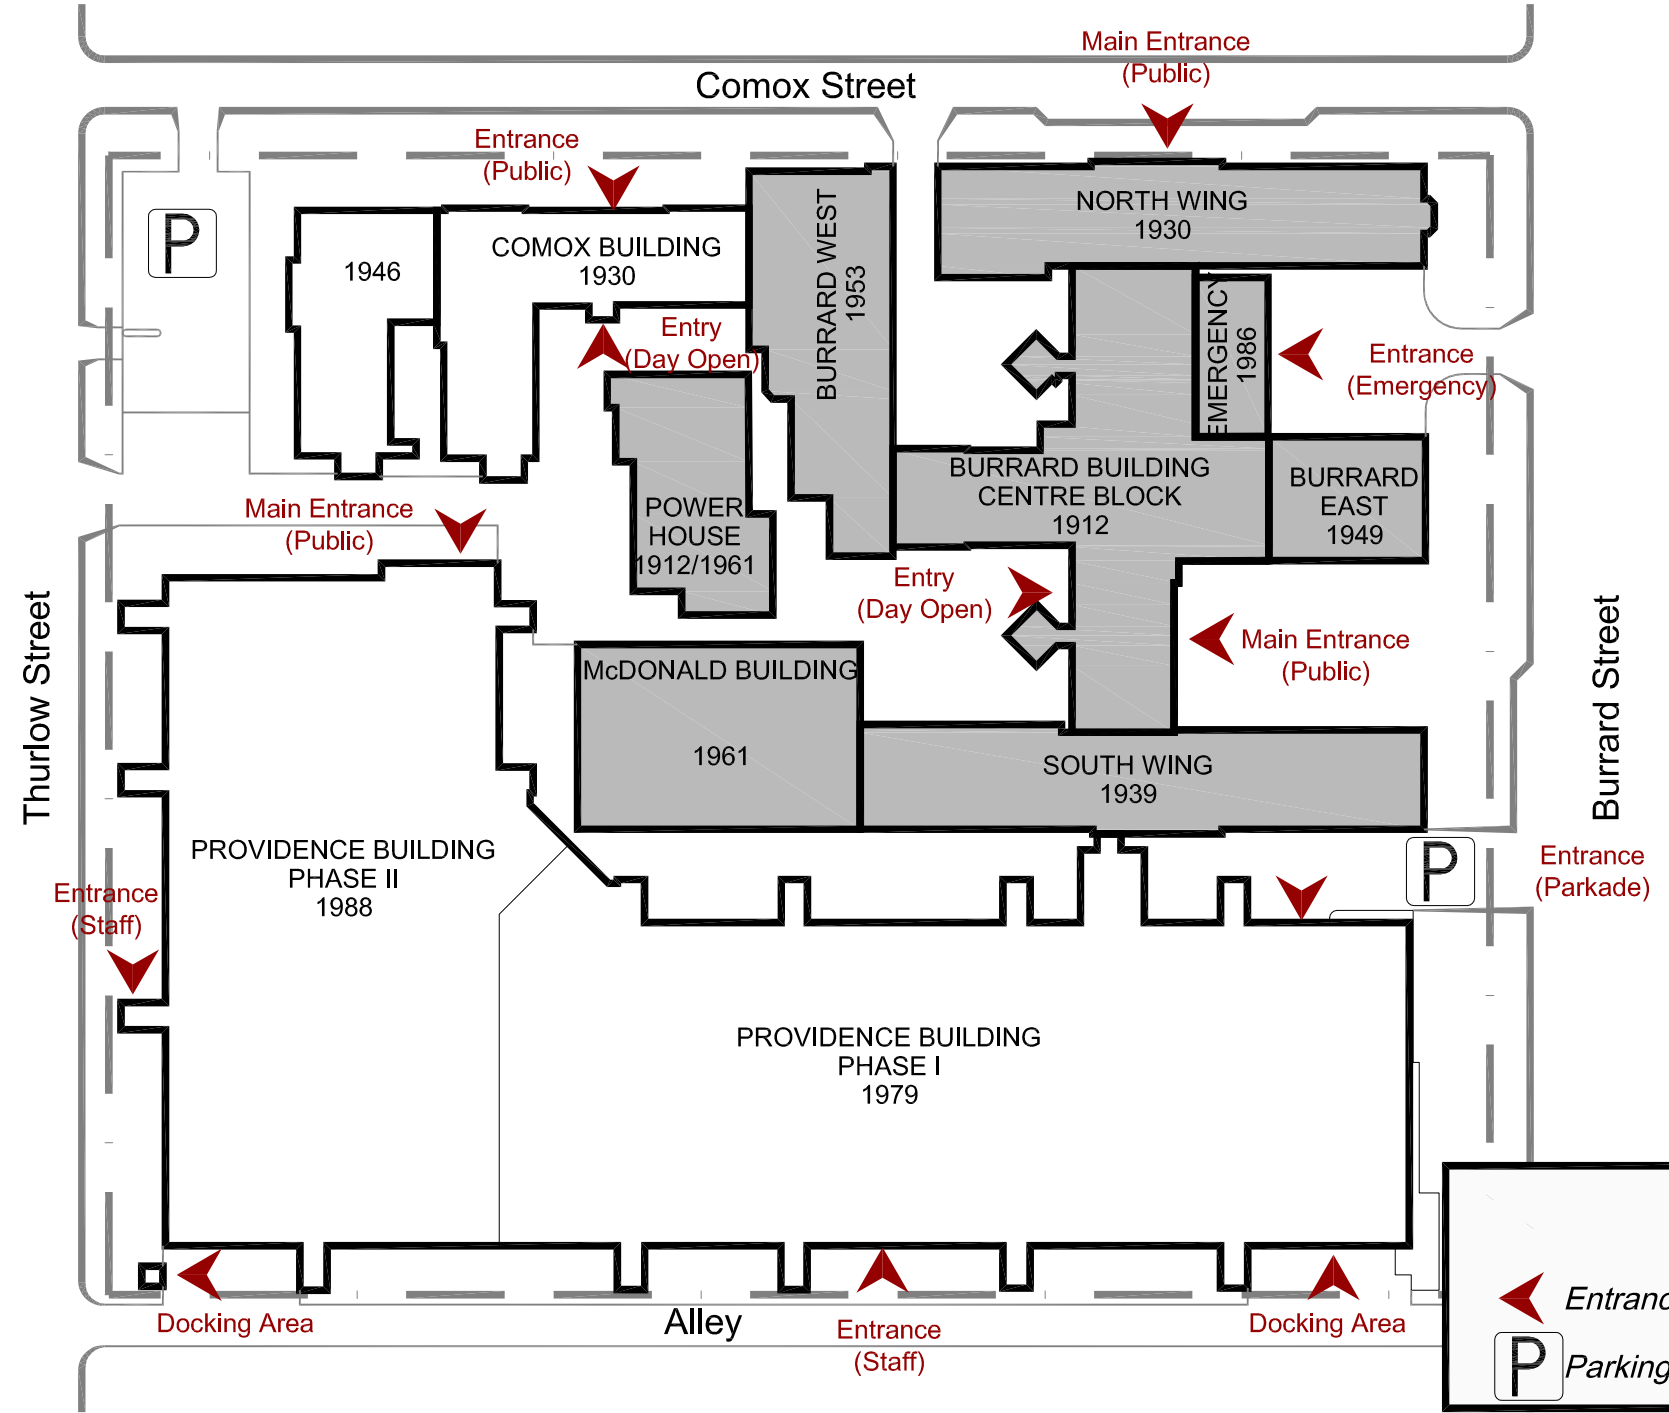 Main Entrance
(Public)
Comox Street
Entrance
(Public)
P
1946
COMOX BUILDING
1930
BURRARD WEST
1953
NORTH WING
1930
EMERGENCY
1986
Entrance
(Emergency)
Entry
(Day Open)
BURRARD BUILDING
CENTRE BLOCK
1912
BURRARD
EAST
1949
POWER
HOUSE
1912/1961
Main Entrance
(Public)
Entry
(Day Open)
Main Entrance
(Public)
Thurlow Street
Burrard Street
McDONALD BUILDING
1961
SOUTH WING
1939
PROVIDENCE BUILDING
PHASE II
1988
Entrance
(Staff)
P
Entrance
(Parkade)
PROVIDENCE BUILDING
PHASE I
1979
Docking Area
Alley
Entrance
(Staff)
Docking Area
Entranc
P
Parking